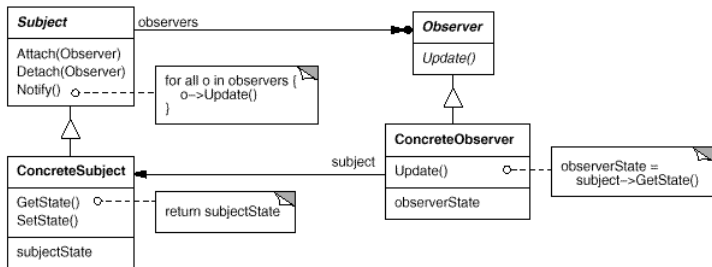 Subject
observers
Observer
Attach(Observer)
Detach(Observer)
Notify()
Update()
for all o in observers {
o->Update()
}
ConcreteSubject
GetState()
SetState()
subjectState
return subjectState
subject
ConcreteObserver
Update()
observerState
observerState =
subject->GetState()